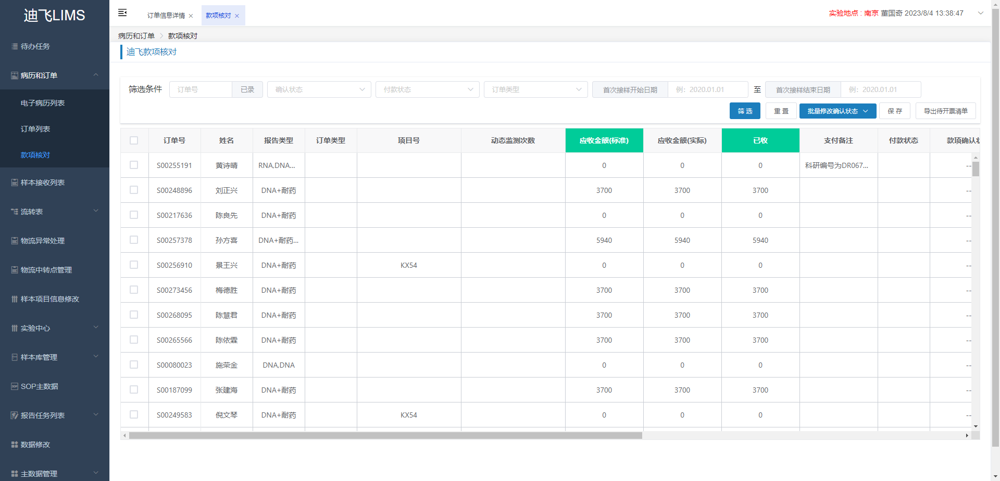 迪飞LIMS
待办任务
病历和订单
电子病历列表
订单列表
款项核对
样本接收列表
流转表
物流异常处理
物流中转点管理
样本项目信息修改
实验中心
样本库管理
SOP主数据
报告任务列表
数据修改
主数据管理
订单信息详情 款项核对
实验地点 : 南京 董国奇 2023/8/4 13:38:47
病历和订单 款项核对
迪飞款项核对
筛选条件 订单号 已录 确认状态 付款状态 订单类型 首次接样开始日期 例：2020.01.01 至 首次接样结束日期 例：2020.01.01
筛 选 重 置 批量修改确认状态 保 存 导出待开票清单
订单号 姓名 报告类型 订单类型 项目号 动态监测次数 应收金额(标准) 应收金额(实际) 已收 支付备注 付款状态 款项确认状
S00255191 黄诗晴 RNA,DNA... 0 0 0 科研编号为DR067... --
S00248896 刘正兴 DNA+耐药 3700 3700 3700 --
S00217636 陈良先 DNA+耐药 0 0 0 --
S00257378 孙方喜 DNA+耐药... 5940 5940 5940 --
S00256910 景王兴 DNA+耐药 KX54 0 0 0 --
S00273456 梅德胜 DNA+耐药 3700 3700 3700 --
S00268095 陈慧君 DNA+耐药 3700 3700 3700 --
S00265566 陈依霖 DNA+耐药 3700 3700 3700 --
S00080023 施荣金 DNA,DNA 0 0 0 --
S00187099 张建海 DNA+耐药 3700 3700 3700 --
S00249583 倪文琴 DNA+耐药 KX54 0 0 0 --